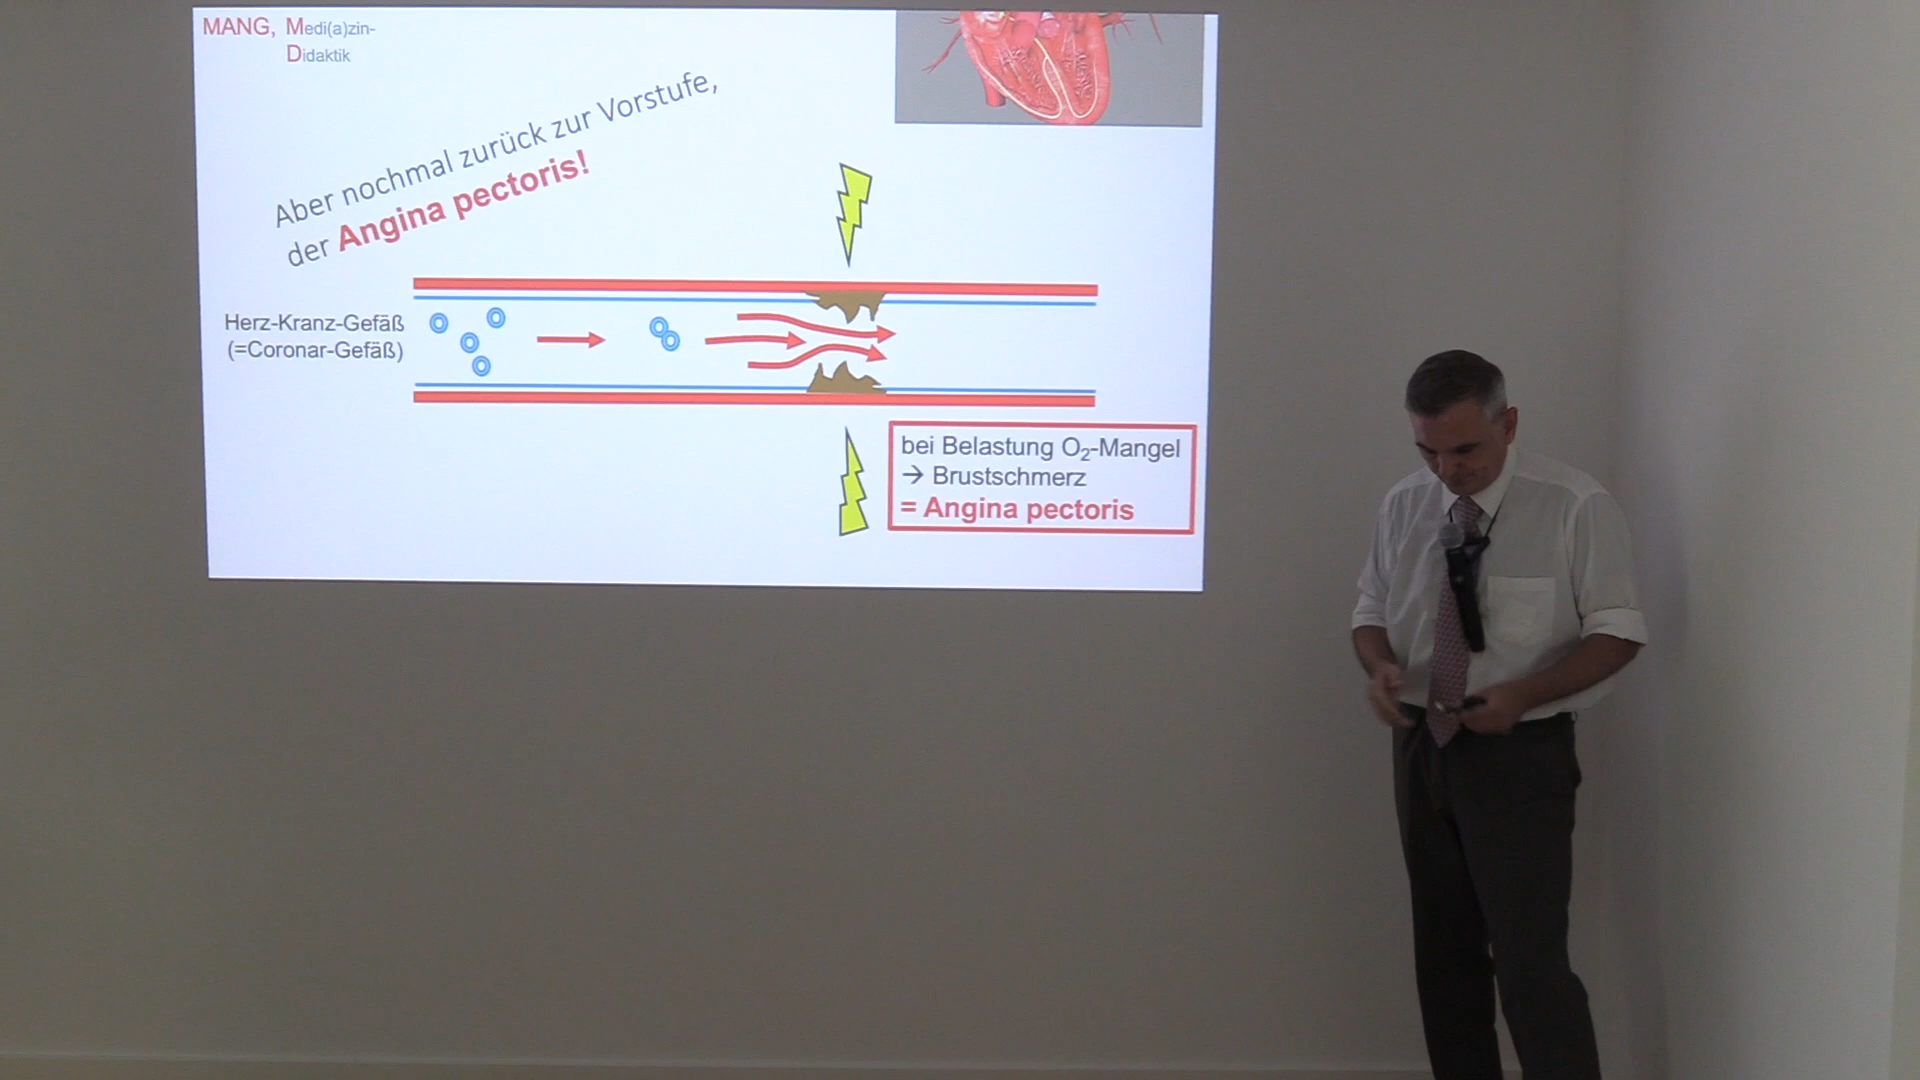 MANG, Medi(a)zin-
Didaktik
Aber nochmal zurück zur Vorstufe,
der Angina pectoris!
Herz-Kranz-Gefäß
(=Coronar-Gefäß)
bei Belastung O₂-Mangel
→ Brustschmerz
= Angina pectoris